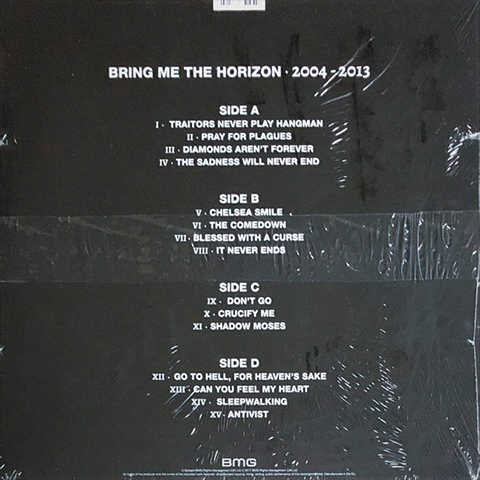 BRING ME THE HORIZON · 2004 - 2013
SIDE A
I · TRAITORS NEVER PLAY HANGMAN
II · PRAY FOR PLAGUES
III · DIAMONDS AREN'T FOREVER
IV · THE SADNESS WILL NEVER END
SIDE B
V · CHELSEA SMILE
VI · THE COMEDOWN
VII · BLESSED WITH A CURSE
VIII · IT NEVER ENDS
SIDE C
IX · DON'T GO
X · CRUCIFY ME
XI · SHADOW MOSES
SIDE D
XII · GO TO HELL, FOR HEAVEN'S SAKE
XIII · CAN YOU FEEL MY HEART
XIV · SLEEPWALKING
XV · ANTIVIST
BMG